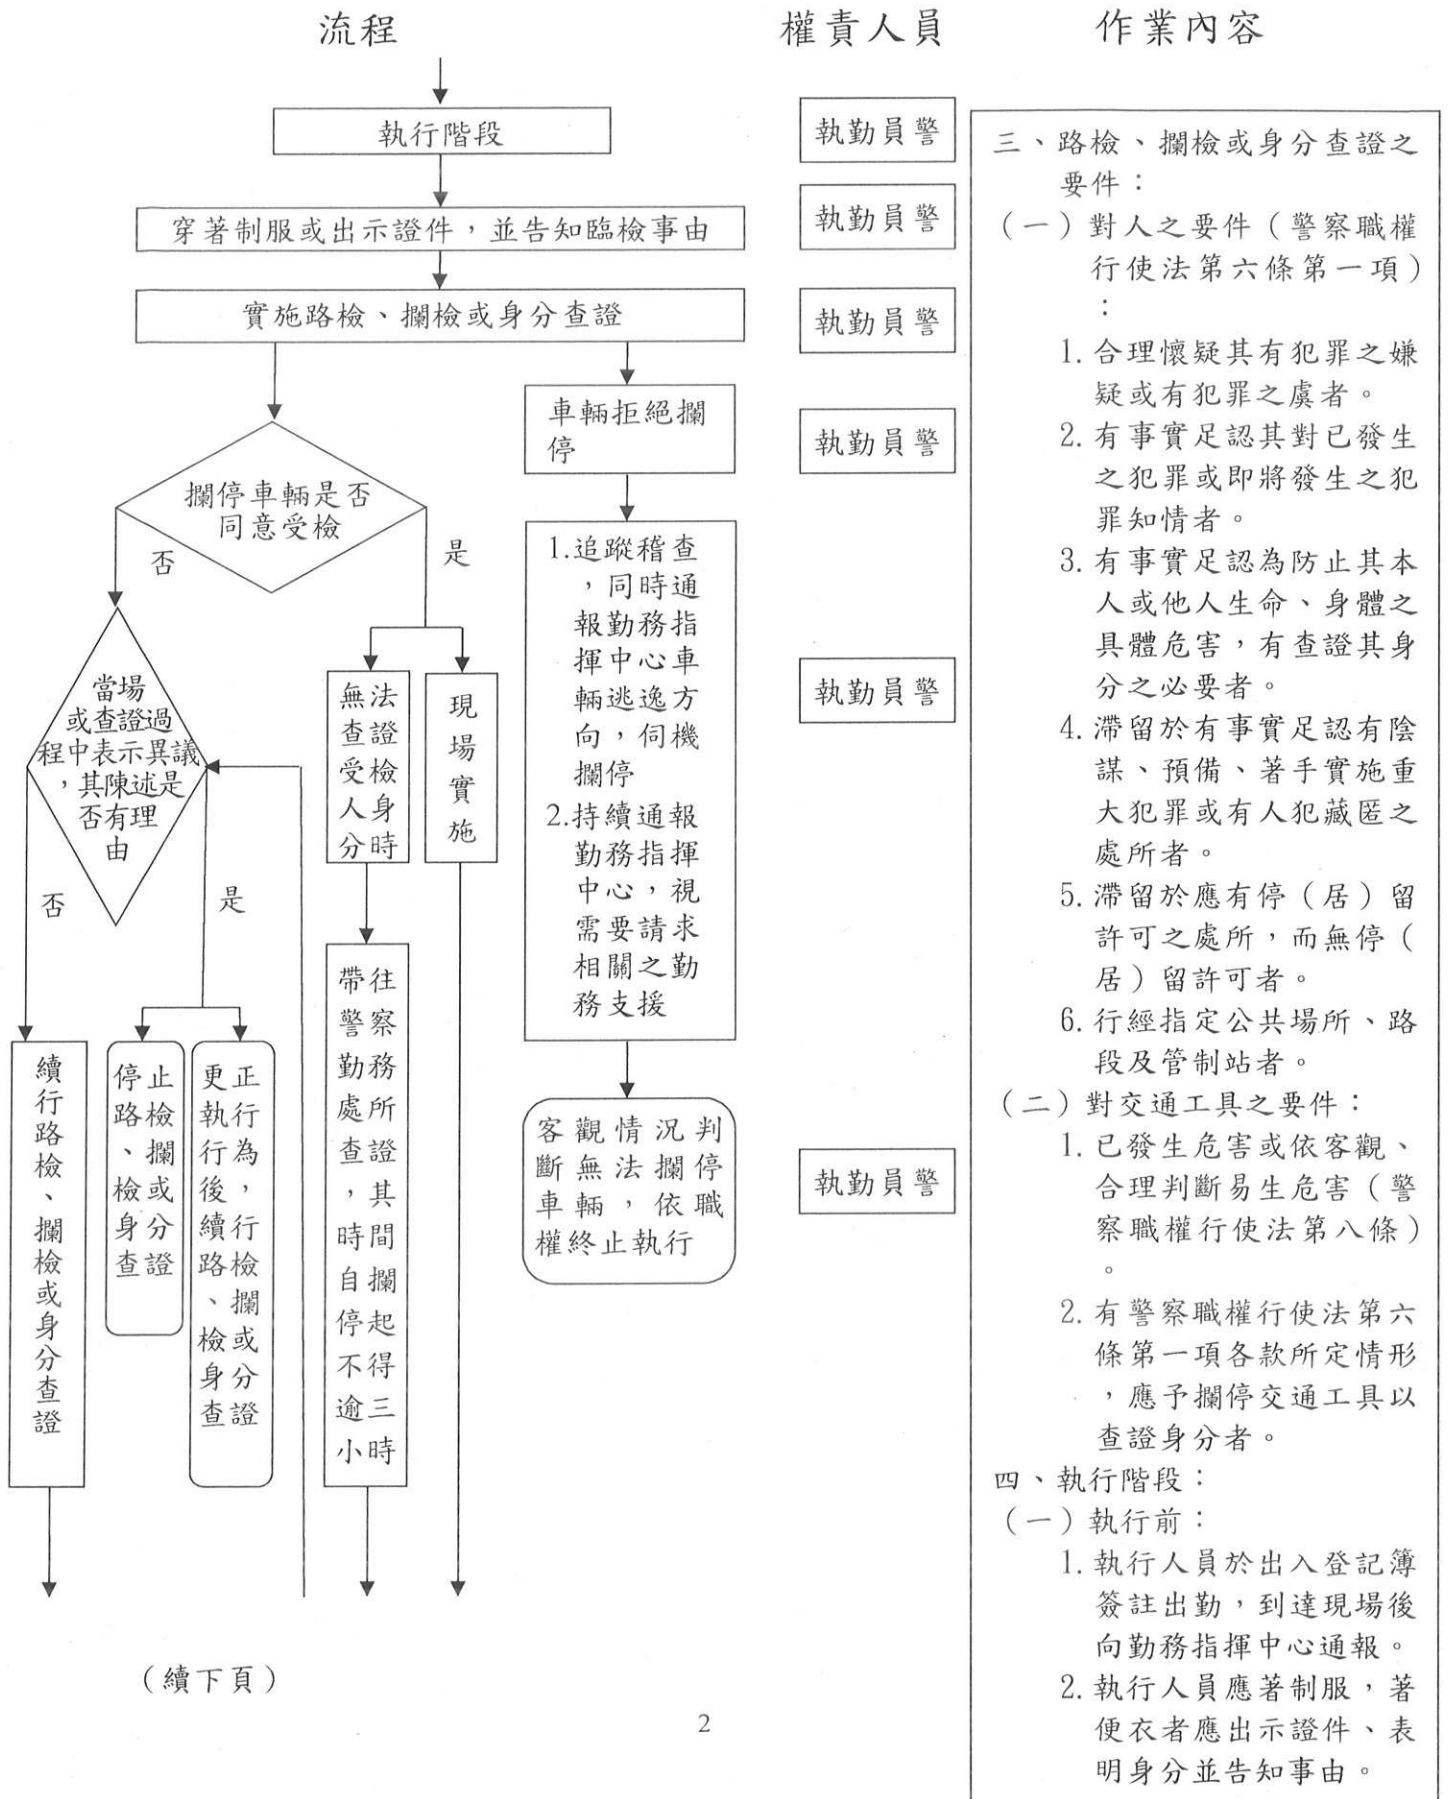 流程
權責人員
作業內容
執行階段
穿著制服或出示證件，並告知臨檢事由
實施路檢、攔檢或身分查證
車輛拒絕攔
停
攔停車輛是否
同意受檢
否
是
1.追蹤稽查
，同時通
報勤務指
揮中心車
輛逃逸方
向，伺機
攔停
2.持續通報
勤務指揮
中心，視
需要請求
相關之勤
務支援
當場
或查證過
程中表示異議
，其陳述是
否有理
由
否
是
無法
查證
受檢
人身
分時
現
場
實
施
帶往
警察
勤務
處所
查證
，其
時間
自攔
停起
不得
逾三
小時
續
行
路
檢
、
攔
檢
或
身
分
查
證
停止
路檢
、攔
檢或
身分
查證
更正
執行
行為，
後續行
路檢
、攔
檢或
身分
查證
客觀情況判
斷無法攔停
車輛，依職
權終止執行
執勤員警
執勤員警
執勤員警
執勤員警
執勤員警
執勤員警
三、路檢、攔檢或身分查證之
要件：
（一）對人之要件（警察職權
行使法第六條第一項）
：
1.合理懷疑其有犯罪之嫌
疑或有犯罪之虞者。
2.有事實足認其對已發生
之犯罪或即將發生之犯
罪知情者。
3.有事實足認為防止其本
人或他人生命、身體之
具體危害，有查證其身
分之必要者。
4.滯留於有事實足認有陰
謀、預備、著手實施重
大犯罪或有人犯藏匿之
處所者。
5.滯留於應有停（居）留
許可之處所，而無停（
居）留許可者。
6.行經指定公共場所、路
段及管制站者。
（二）對交通工具之要件：
1.已發生危害或依客觀、
合理判斷易生危害（警
察職權行使法第八條）
。
2.有警察職權行使法第六
條第一項各款所定情形
，應予攔停交通工具以
查證身分者。
四、執行階段：
（一）執行前：
1.執行人員於出入登記簿
簽註出勤，到達現場後
向勤務指揮中心通報。
2.執行人員應著制服，著
便衣者應出示證件、表
明身分並告知事由。
（續下頁）
2